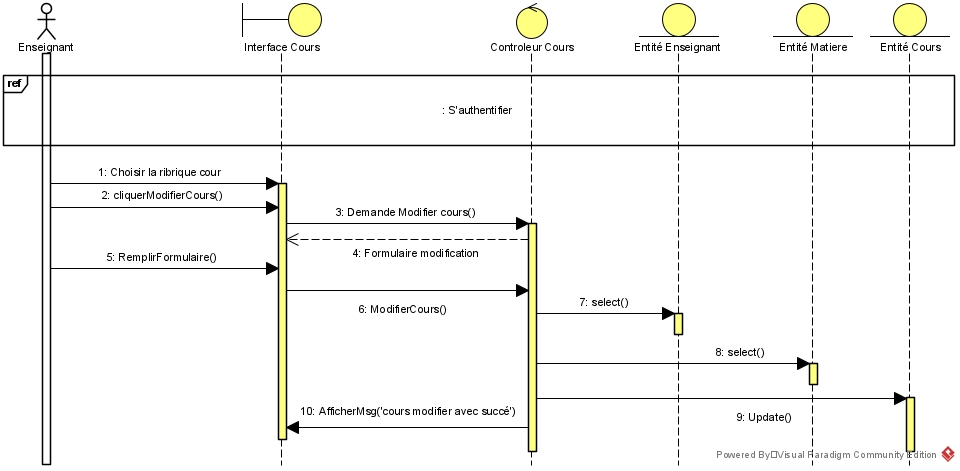 Enseignant
Interface Cours
Controleur Cours
Entité Enseignant
Entité Matiere
Entité Cours
ref
: S'authentifier
1: Choisir la ribrique cour
2: cliquerModifierCours()
3: Demande Modifier cours()
4: Formulaire modification
5: RemplirFormulaire()
6: ModifierCours()
7: select()
8: select()
9: Update()
10: AfficherMsg('cours modifier avec succé')
Powered By Visual Paradigm Community Edition